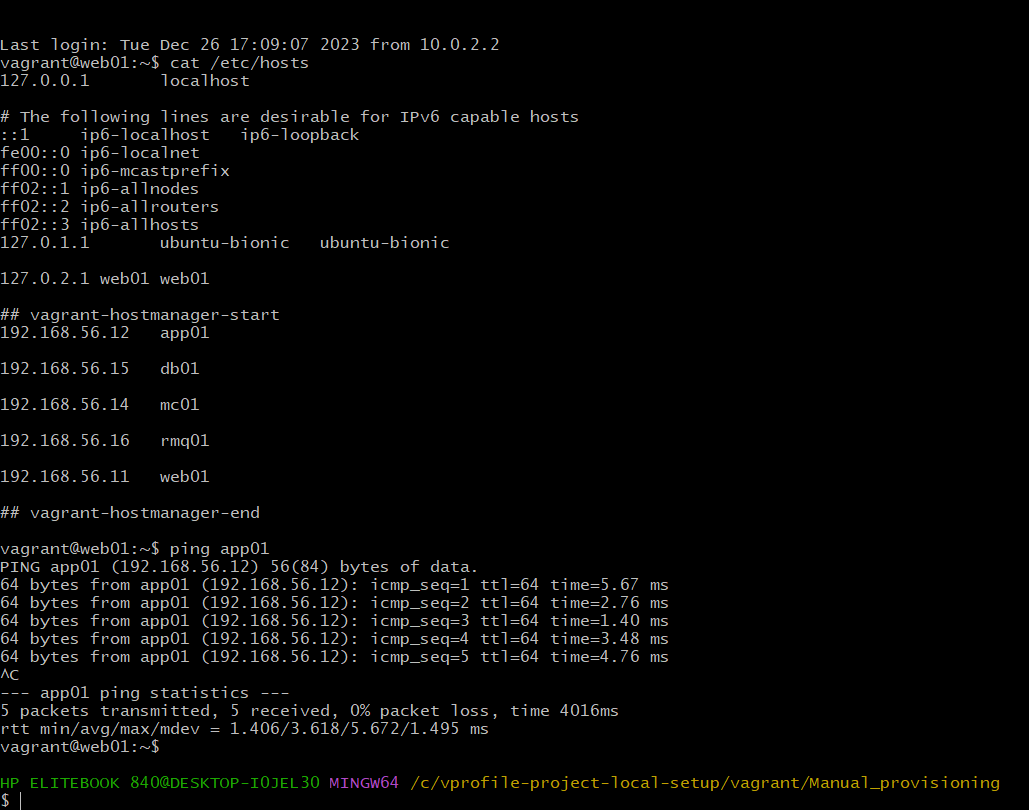 Last login: Tue Dec 26 17:09:07 2023 from 10.0.2.2
vagrant@web01:~$ cat /etc/hosts
127.0.0.1       localhost
# The following lines are desirable for IPv6 capable hosts
::1     ip6-localhost   ip6-loopback
fe00::0 ip6-localnet
ff00::0 ip6-mcastprefix
ff02::1 ip6-allnodes
ff02::2 ip6-allrouters
ff02::3 ip6-allhosts
127.0.1.1       ubuntu-bionic   ubuntu-bionic
127.0.2.1 web01 web01
## vagrant-hostmanager-start
192.168.56.12   app01
192.168.56.15   db01
192.168.56.14   mc01
192.168.56.16   rmq01
192.168.56.11   web01
## vagrant-hostmanager-end
vagrant@web01:~$ ping app01
PING app01 (192.168.56.12) 56(84) bytes of data.
64 bytes from app01 (192.168.56.12): icmp_seq=1 ttl=64 time=5.67 ms
64 bytes from app01 (192.168.56.12): icmp_seq=2 ttl=64 time=2.76 ms
64 bytes from app01 (192.168.56.12): icmp_seq=3 ttl=64 time=1.40 ms
64 bytes from app01 (192.168.56.12): icmp_seq=4 ttl=64 time=3.48 ms
64 bytes from app01 (192.168.56.12): icmp_seq=5 ttl=64 time=4.76 ms
^C
--- app01 ping statistics ---
5 packets transmitted, 5 received, 0% packet loss, time 4016ms
rtt min/avg/max/mdev = 1.406/3.618/5.672/1.495 ms
vagrant@web01:~$
HP ELITEBOOK 840@DESKTOP-I0JEL30 MINGW64 /c/vprofile-project-local-setup/vagrant/Manual_provisioning
$